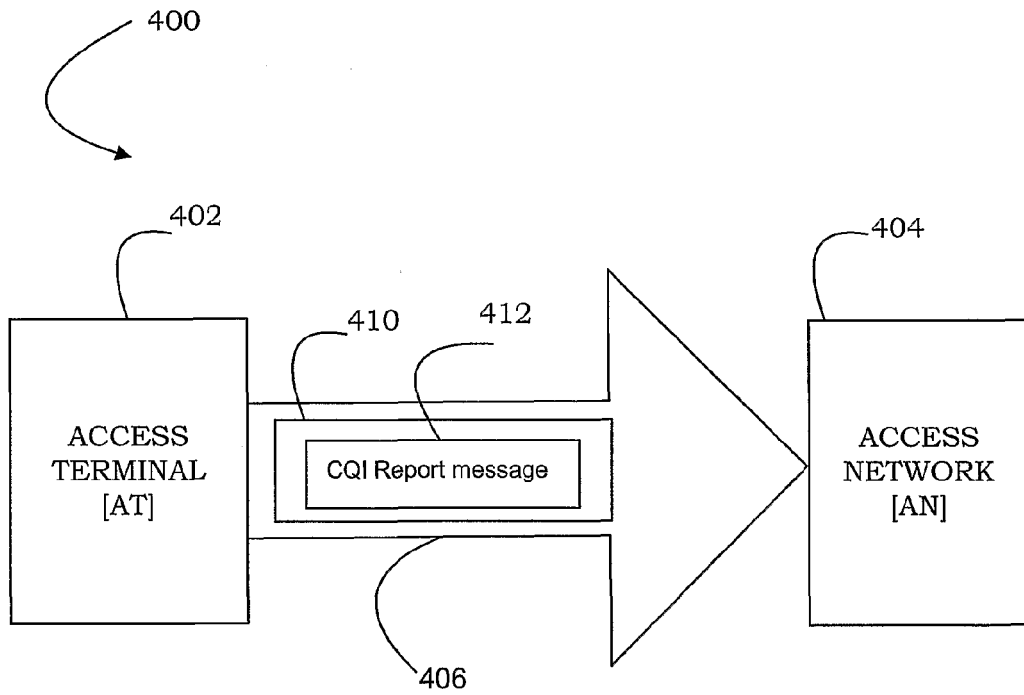 400
402
404
410
412
ACCESS
TERMINAL
[AT]
CQI Report message
ACCESS
NETWORK
[AN]
406